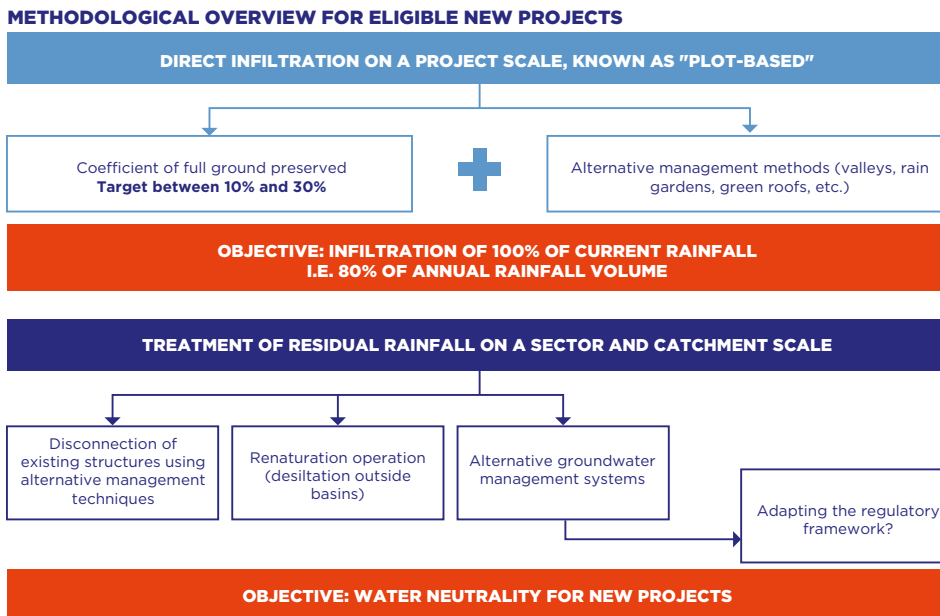 METHODOLOGICAL OVERVIEW FOR ELIGIBLE NEW PROJECTS
DIRECT INFILTRATION ON A PROJECT SCALE, KNOWN AS "PLOT-BASED"
Coefficient of full ground preserved
Target between 10% and 30%
Alternative management methods (valleys, rain
gardens, green roofs, etc.)
OBJECTIVE: INFILTRATION OF 100% OF CURRENT RAINFALL
I.E. 80% OF ANNUAL RAINFALL VOLUME
TREATMENT OF RESIDUAL RAINFALL ON A SECTOR AND CATCHMENT SCALE
Disconnection of
existing structures using
alternative management
techniques
Renaturation operation
(desiltation outside
basins)
Alternative groundwater
management systems
Adapting the regulatory
framework?
OBJECTIVE: WATER NEUTRALITY FOR NEW PROJECTS